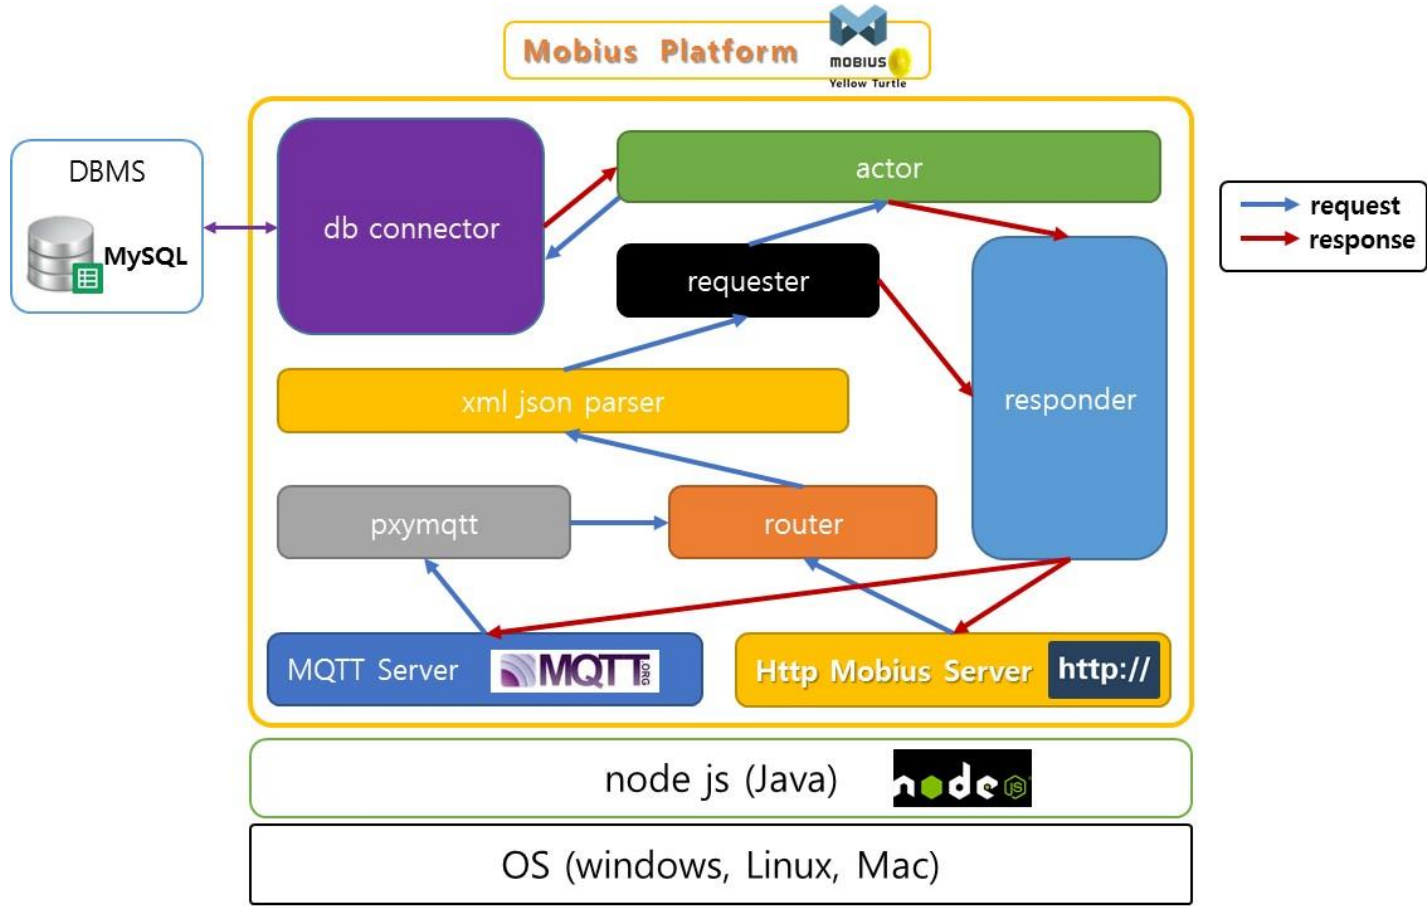 Mobius Platform
MOBIUS
Yellow Turtle
DBMS
MySQL
db connector
actor
request
response
requester
xml json parser
responder
pxymqtt
router
MQTT Server
MQTT.ORG
Http Mobius Server
http://
node js (Java)
node
JS
OS (windows, Linux, Mac)